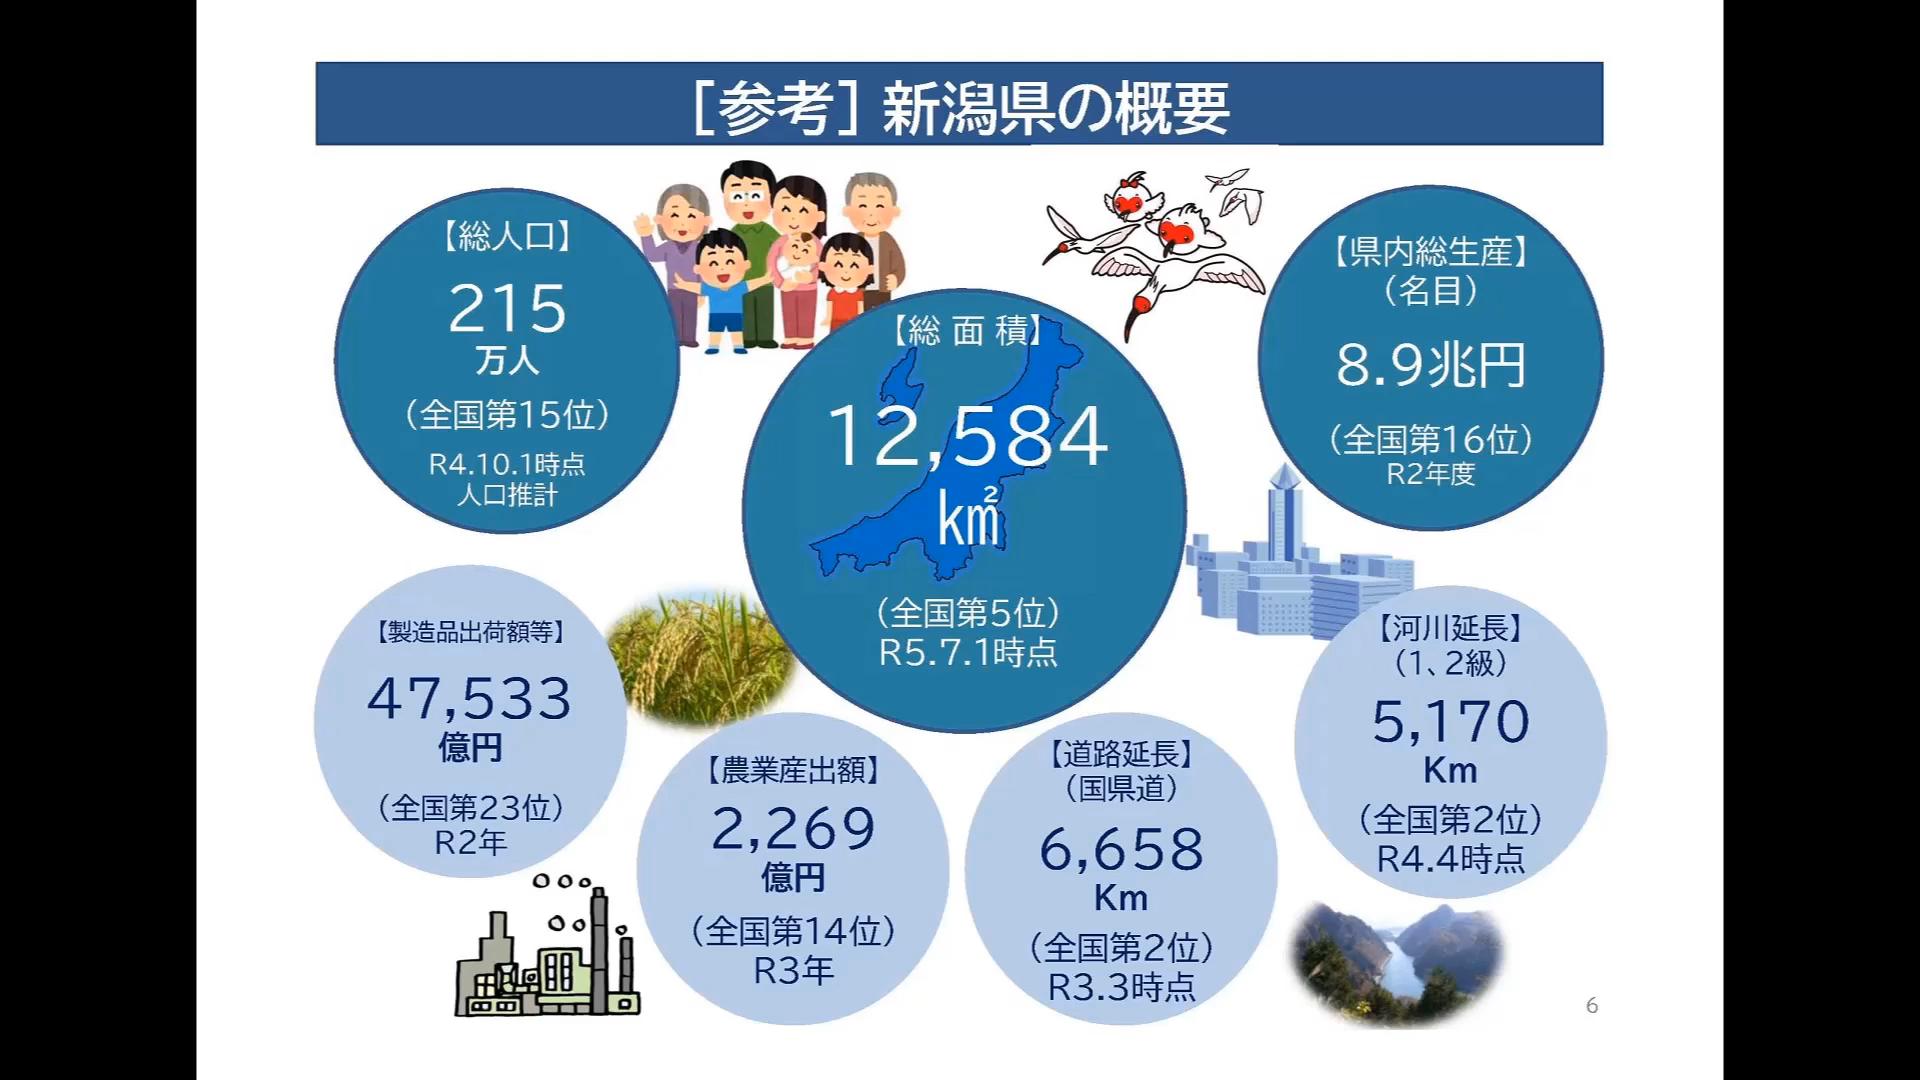 [参考] 新潟県の概要
【総人口】
215
万人
（全国第15位）
R4.10.1時点
人口推計
【総 面 積】
12,584
k㎡
（全国第5位）
R5.7.1時点
【県内総生産】
（名目）
8.9兆円
（全国第16位）
R2年度
【製造品出荷額等】
47,533
億円
（全国第23位）
R2年
【農業産出額】
2,269
億円
（全国第14位）
R3年
【道路延長】
（国県道）
6,658
Km
（全国第2位）
R3.3時点
【河川延長】
（1、2級）
5,170
Km
（全国第2位）
R4.4時点
6